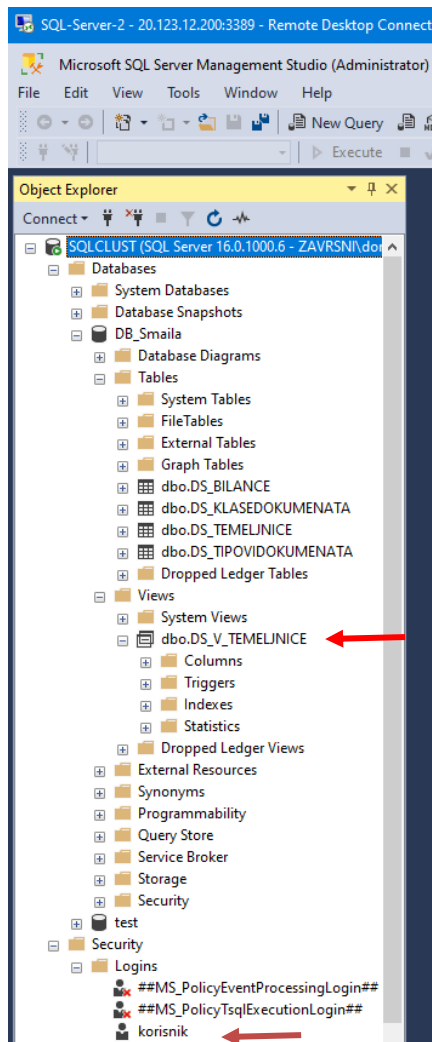 SQL-Server-2 - 20.123.12.200:3389 - Remote Desktop Connect
Microsoft SQL Server Management Studio (Administrator)
File Edit View Tools Window Help
New Query
Execute
Object Explorer
Connect
SQLCLUST (SQL Server 16.0.1000.6 - ZAVRSNI\dor
Databases
System Databases
Database Snapshots
DB_Smaila
Database Diagrams
Tables
System Tables
FileTables
External Tables
Graph Tables
dbo.DS_BILANCE
dbo.DS_KLASEDOKUMENATA
dbo.DS_TEMELJNICE
dbo.DS_TIPOVIDOKUMENATA
Dropped Ledger Tables
Views
System Views
dbo.DS_V_TEMELJNICE
Columns
Triggers
Indexes
Statistics
Dropped Ledger Views
External Resources
Synonyms
Programmability
Query Store
Service Broker
Storage
Security
test
Security
Logins
##MS_PolicyEventProcessingLogin##
##MS_PolicyTsqlExecutionLogin##
korisnik